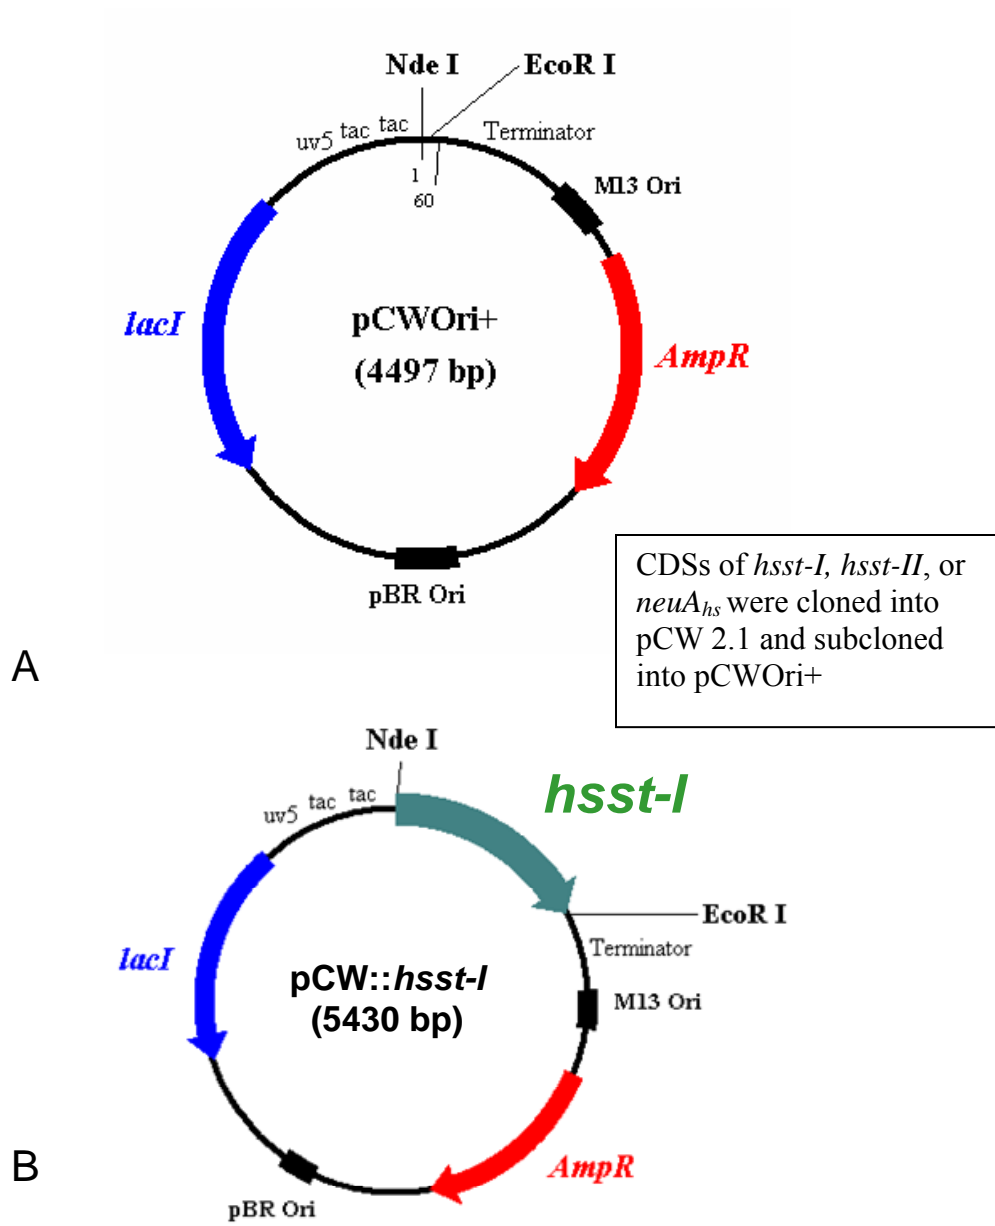 Nde I
EcoR I
uv5 tac tac
Terminator
1
60
M13 Ori
lacI
pCWOri+
(4497 bp)
AmpR
pBR Ori
CDSs of hsst-I, hsst-II, or
neuAhs were cloned into
pCW 2.1 and subcloned
into pCWOri+
A
Nde I
hsst-I
uv5 tac tac
EcoR I
Terminator
lacI
pCW::hsst-I
(5430 bp)
M13 Ori
AmpR
pBR Ori
B